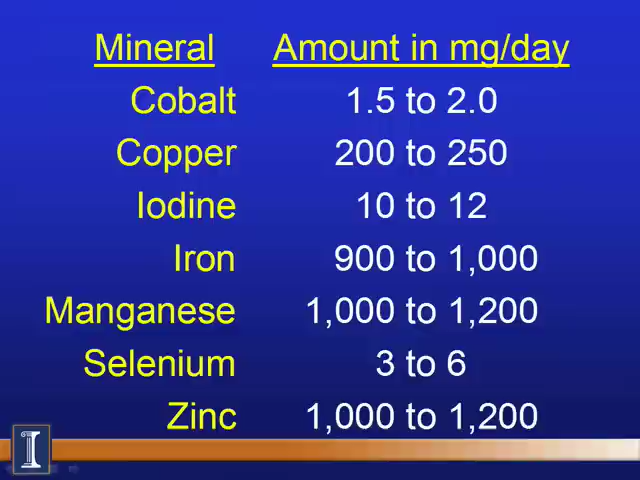 Mineral Amount in mg/day
Cobalt 1.5 to 2.0
Copper 200 to 250
Iodine 10 to 12
Iron 900 to 1,000
Manganese 1,000 to 1,200
Selenium 3 to 6
Zinc 1,000 to 1,200
I